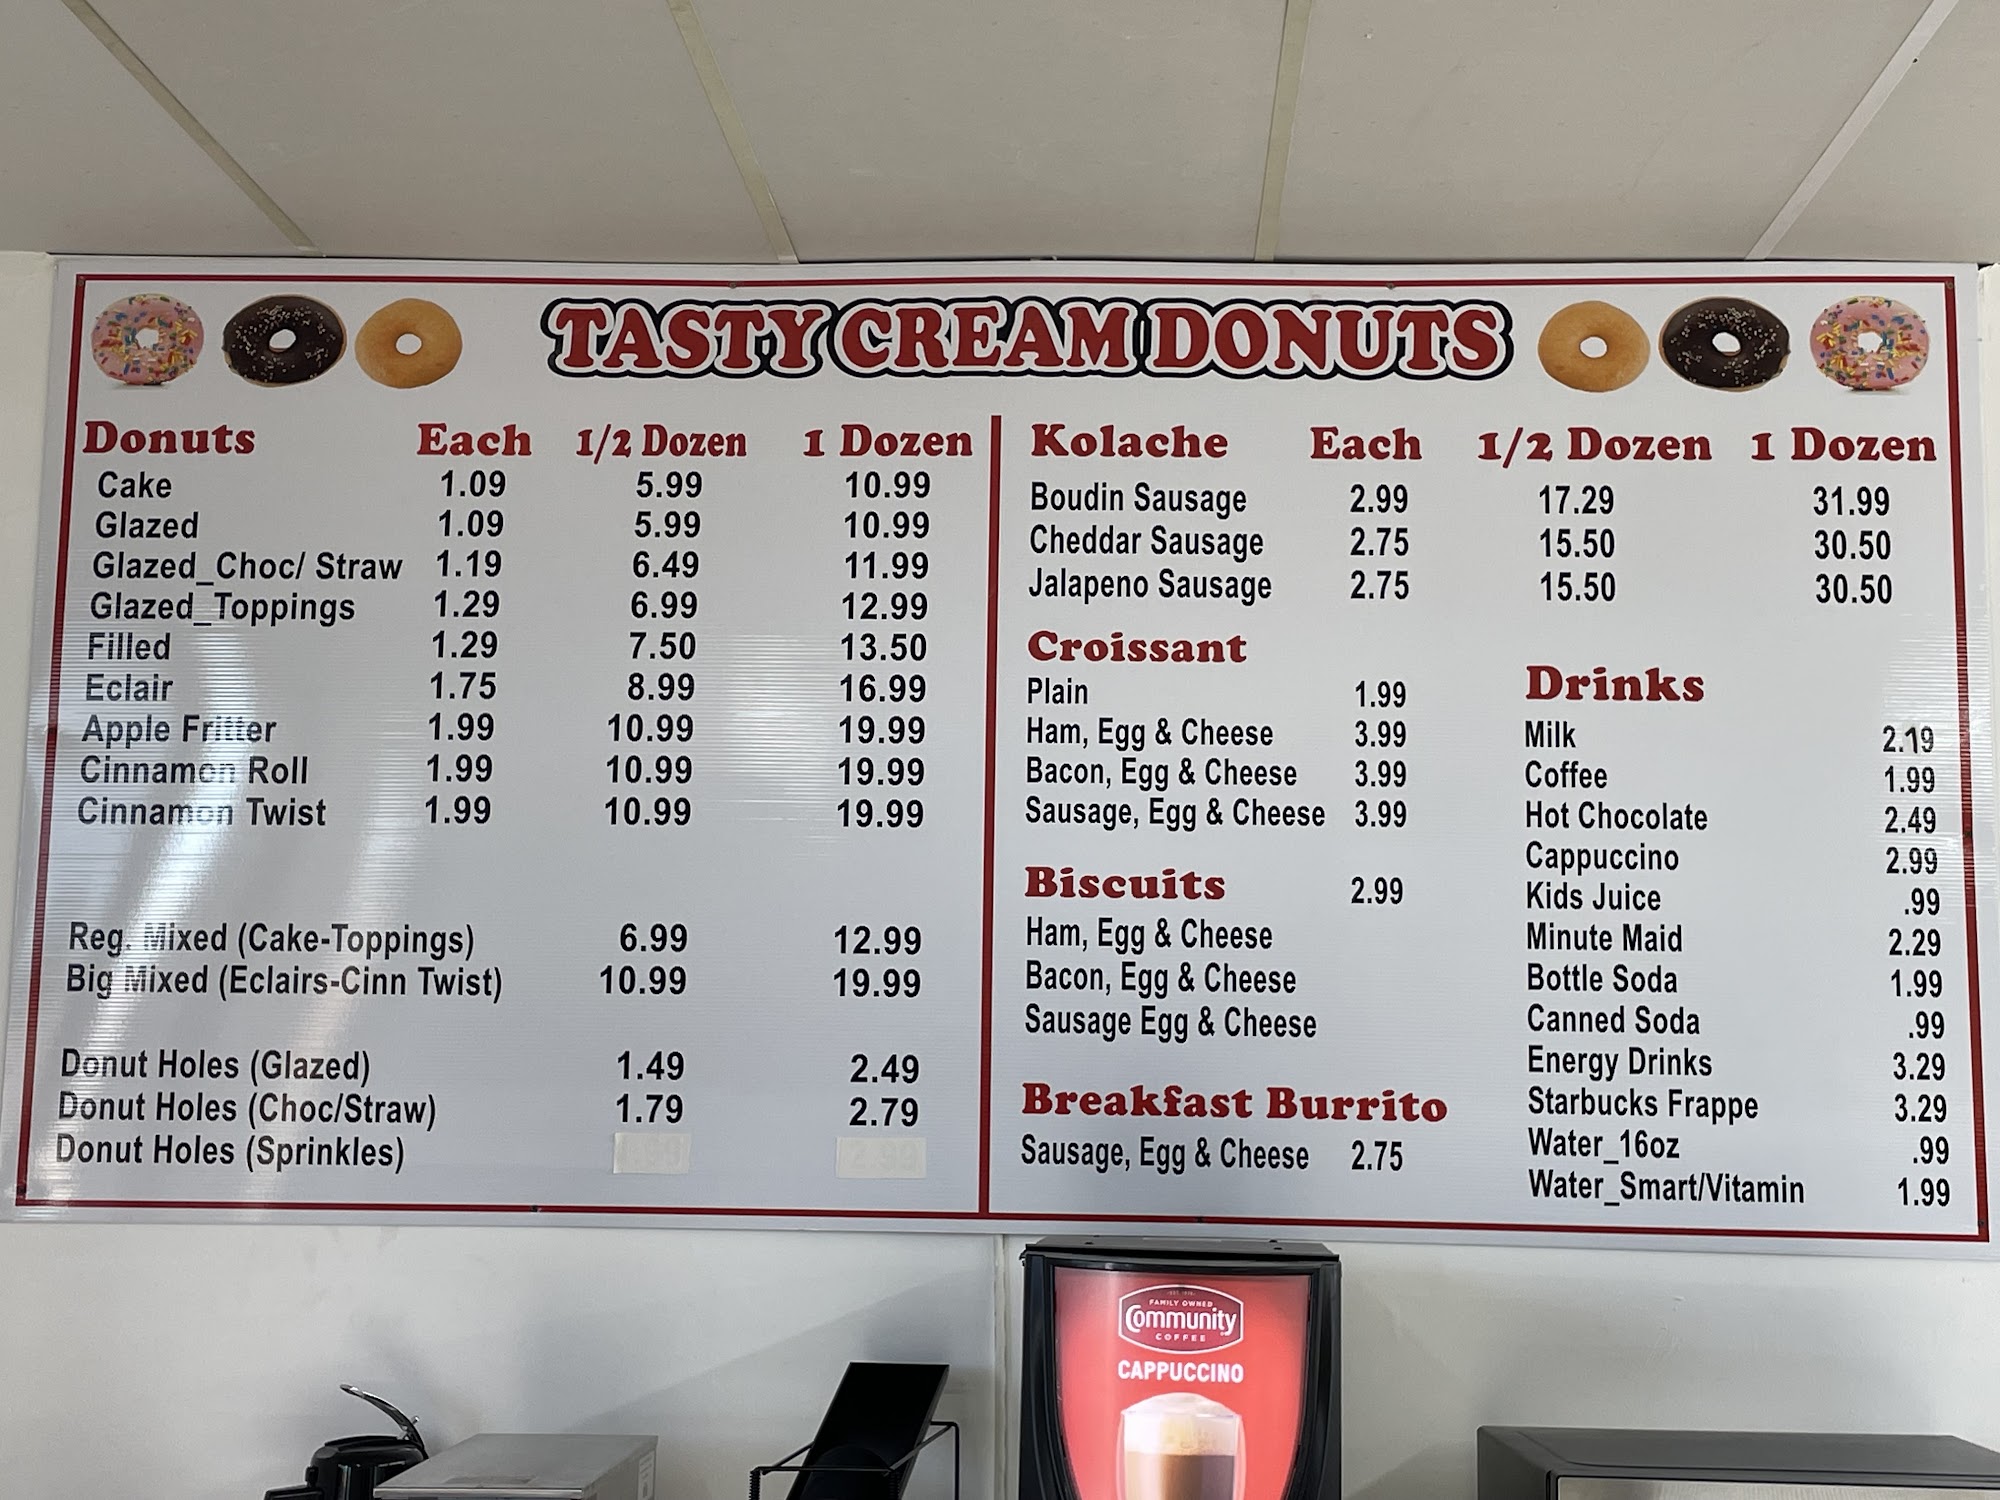 TASTY CREAM DONUTS
Donuts Each 1/2 Dozen 1 Dozen
Cake 1.09 5.99 10.99
Glazed 1.09 5.99 10.99
Glazed_Choc/ Straw 1.19 6.49 11.99
Glazed_Toppings 1.29 6.99 12.99
Filled 1.29 7.50 13.50
Eclair 1.75 8.99 16.99
Apple Fritter 1.99 10.99 19.99
Cinnamon Roll 1.99 10.99 19.99
Cinnamon Twist 1.99 10.99 19.99
Reg. Mixed (Cake-Toppings) 6.99 12.99
Big Mixed (Eclairs-Cinn Twist) 10.99 19.99
Donut Holes (Glazed) 1.49 2.49
Donut Holes (Choc/Straw) 1.79 2.79
Donut Holes (Sprinkles) 2.99
Kolache Each 1/2 Dozen 1 Dozen
Boudin Sausage 2.99 17.29 31.99
Cheddar Sausage 2.75 15.50 30.50
Jalapeno Sausage 2.75 15.50 30.50
Croissant
Plain 1.99
Ham, Egg & Cheese 3.99
Bacon, Egg & Cheese 3.99
Sausage, Egg & Cheese 3.99
Biscuits 2.99
Ham, Egg & Cheese
Bacon, Egg & Cheese
Sausage Egg & Cheese
Breakfast Burrito
Sausage, Egg & Cheese 2.75
Drinks
Milk 2.19
Coffee 1.99
Hot Chocolate 2.49
Cappuccino 2.99
Kids Juice .99
Minute Maid 2.29
Bottle Soda 1.99
Canned Soda .99
Energy Drinks 3.29
Starbucks Frappe 3.29
Water_16oz .99
Water_Smart/Vitamin 1.99
FAMILY OWNED
Community
COFFEE
CAPPUCCINO